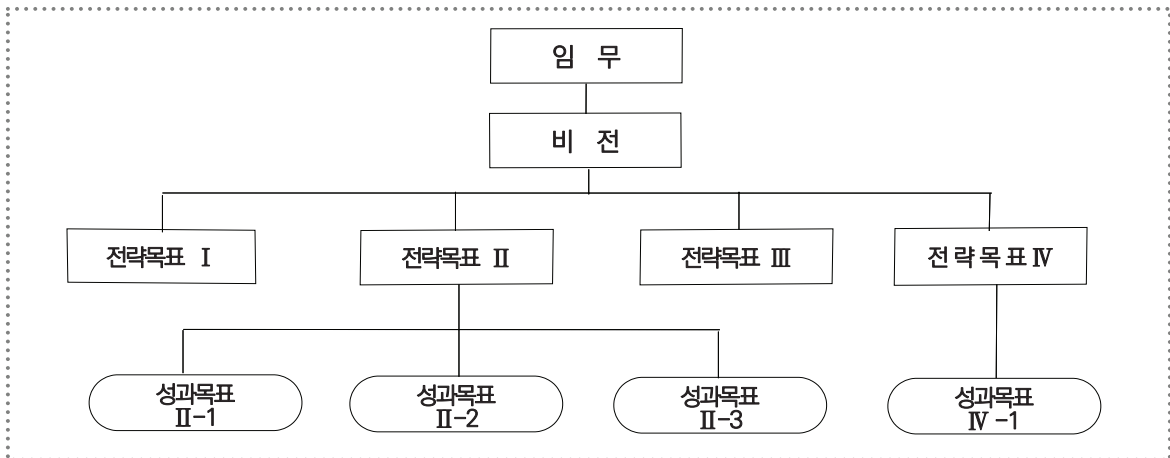 임 무
비 전
전략목표 Ⅰ
전략목표 Ⅱ
전략목표 Ⅲ
전 략 목 표 Ⅳ
성과목표
Ⅱ-1
성과목표
Ⅱ-2
성과목표
Ⅱ-3
성과목표
Ⅳ -1